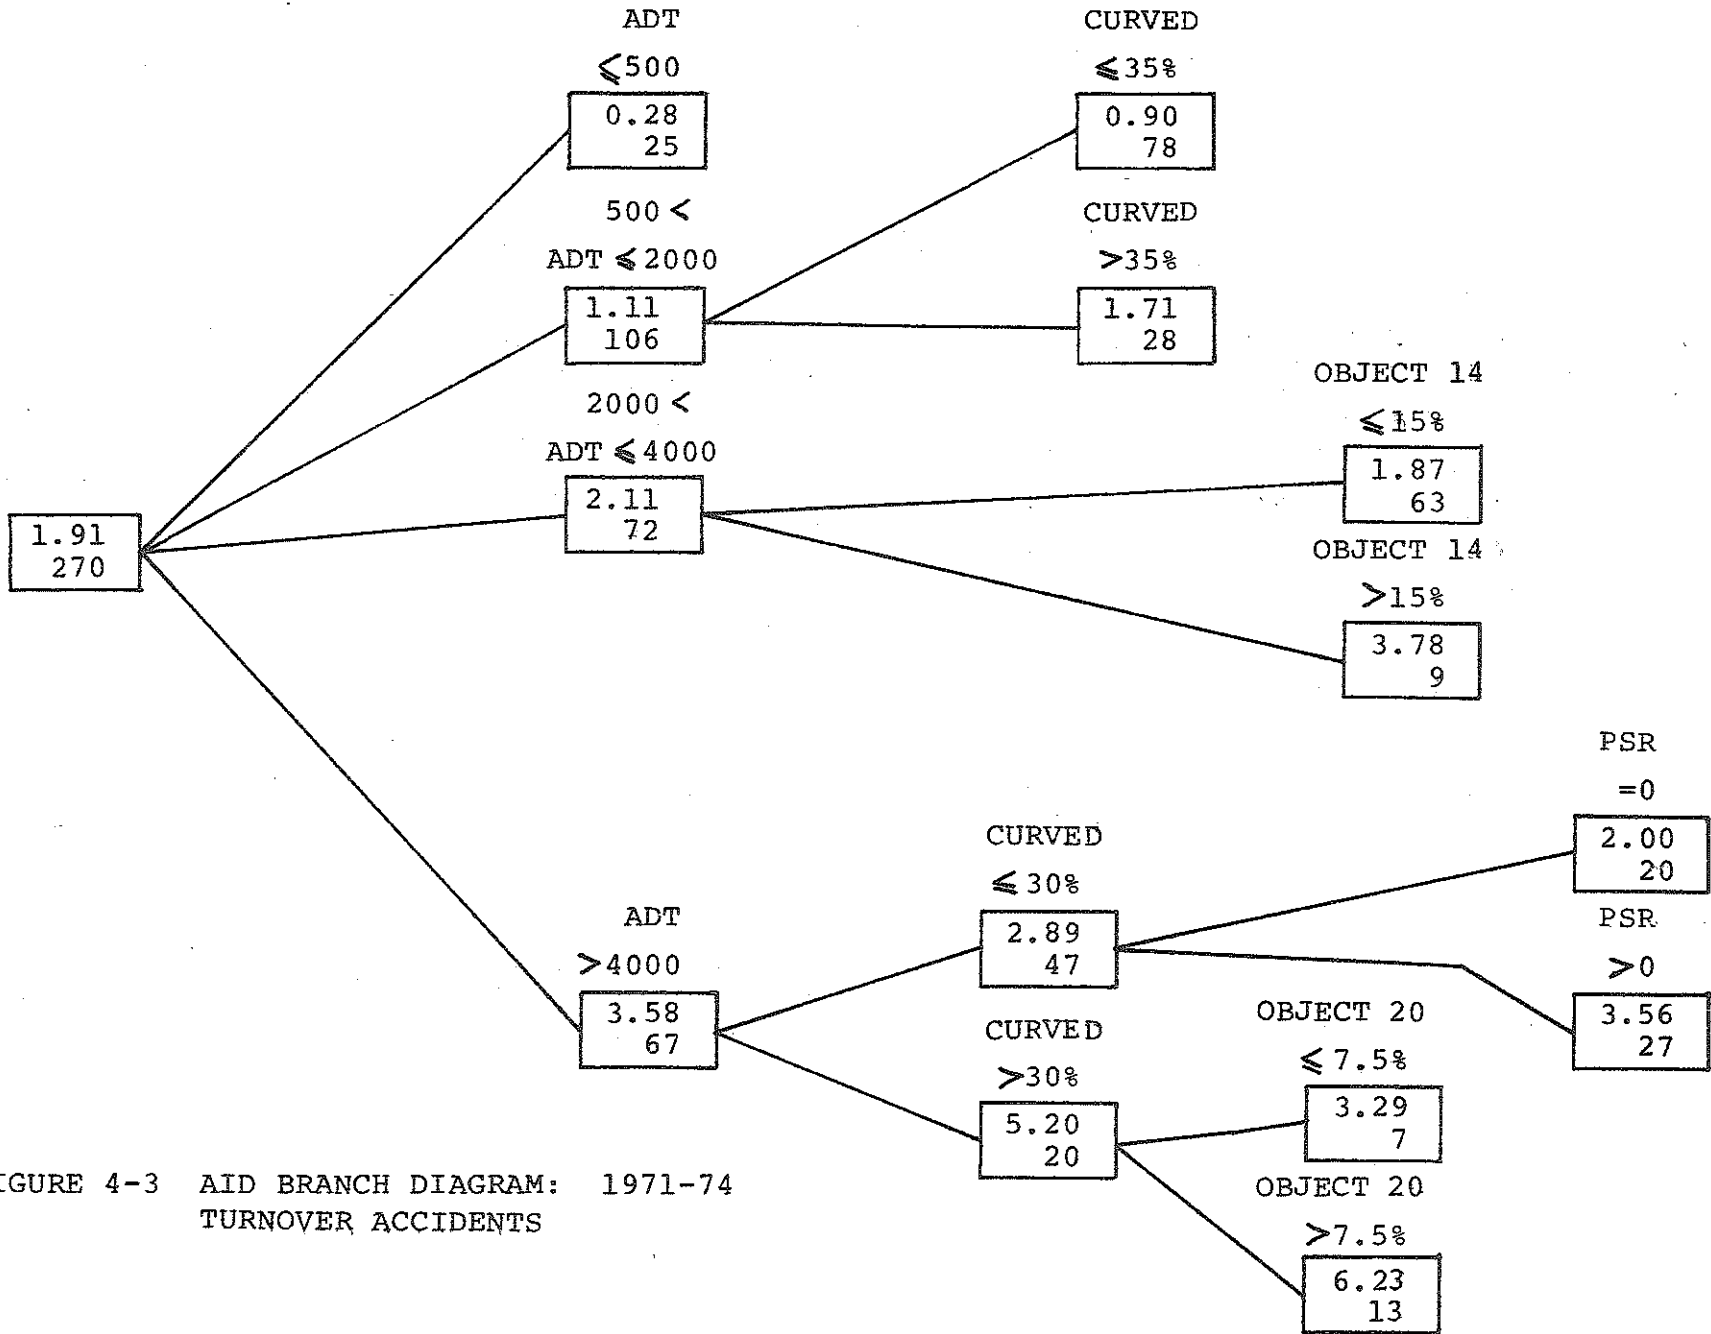 ADT
≤500
0.28
25
500 <
ADT ≤2000
1.11
106
2000 <
ADT ≤4000
2.11
72
1.91
270
ADT
>4000
3.58
67
CURVED
≤35%
0.90
78
CURVED
>35%
1.71
28
OBJECT 14
≤15%
1.87
63
OBJECT 14
>15%
3.78
9
CURVED
≤30%
2.89
47
CURVED
>30%
5.20
20
PSR
=0
2.00
20
PSR
>0
3.56
27
OBJECT 20
≤7.5%
3.29
7
OBJECT 20
>7.5%
6.23
13
IGURE 4-3 AID BRANCH DIAGRAM: 1971-74
TURNOVER ACCIDENTS